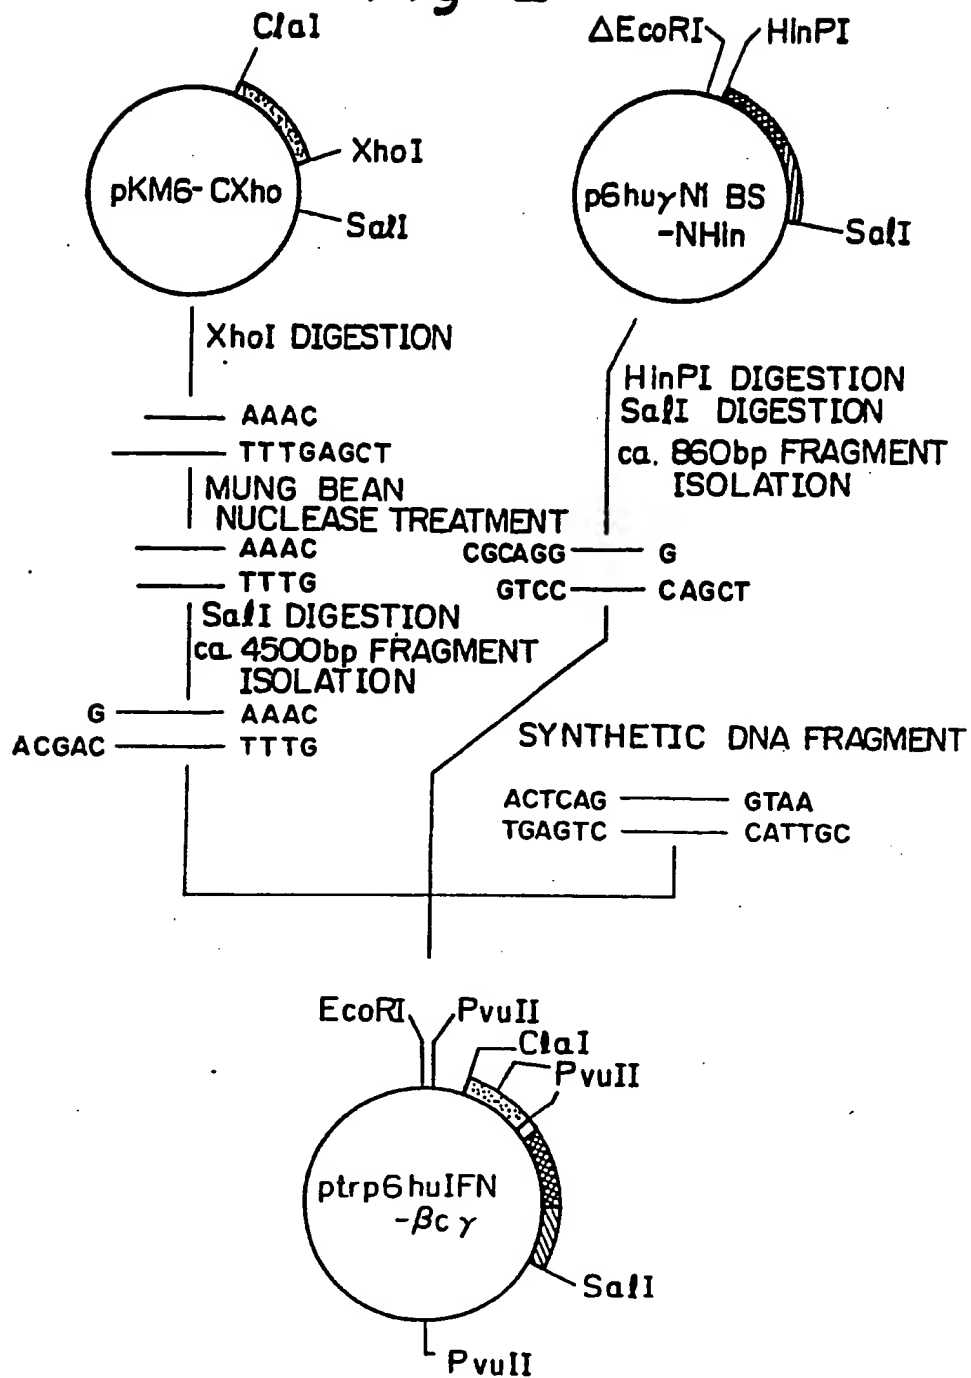 ClaI
XhoI
SalI
pKM6-CXho
ΔEcoRI
HinPI
p6huγN1 BS
-NHin
SalI
XhoI DIGESTION
AAAC
TTTGAGCT
MUNG BEAN
NUCLEASE TREATMENT
AAAC
TTTG
SalI DIGESTION
ca. 4500bp FRAGMENT
ISOLATION
G AAAC
ACGAC TTTG
HinPI DIGESTION
SalI DIGESTION
ca. 860bp FRAGMENT
ISOLATION
CGCAGG G
GTCC CAGCT
SYNTHETIC DNA FRAGMENT
ACTCAG GTAA
TGAGTC CATTGC
EcoRI
PvuII
ClaI
PvuII
ptrp6huIFN
-βcγ
SalI
PvuII